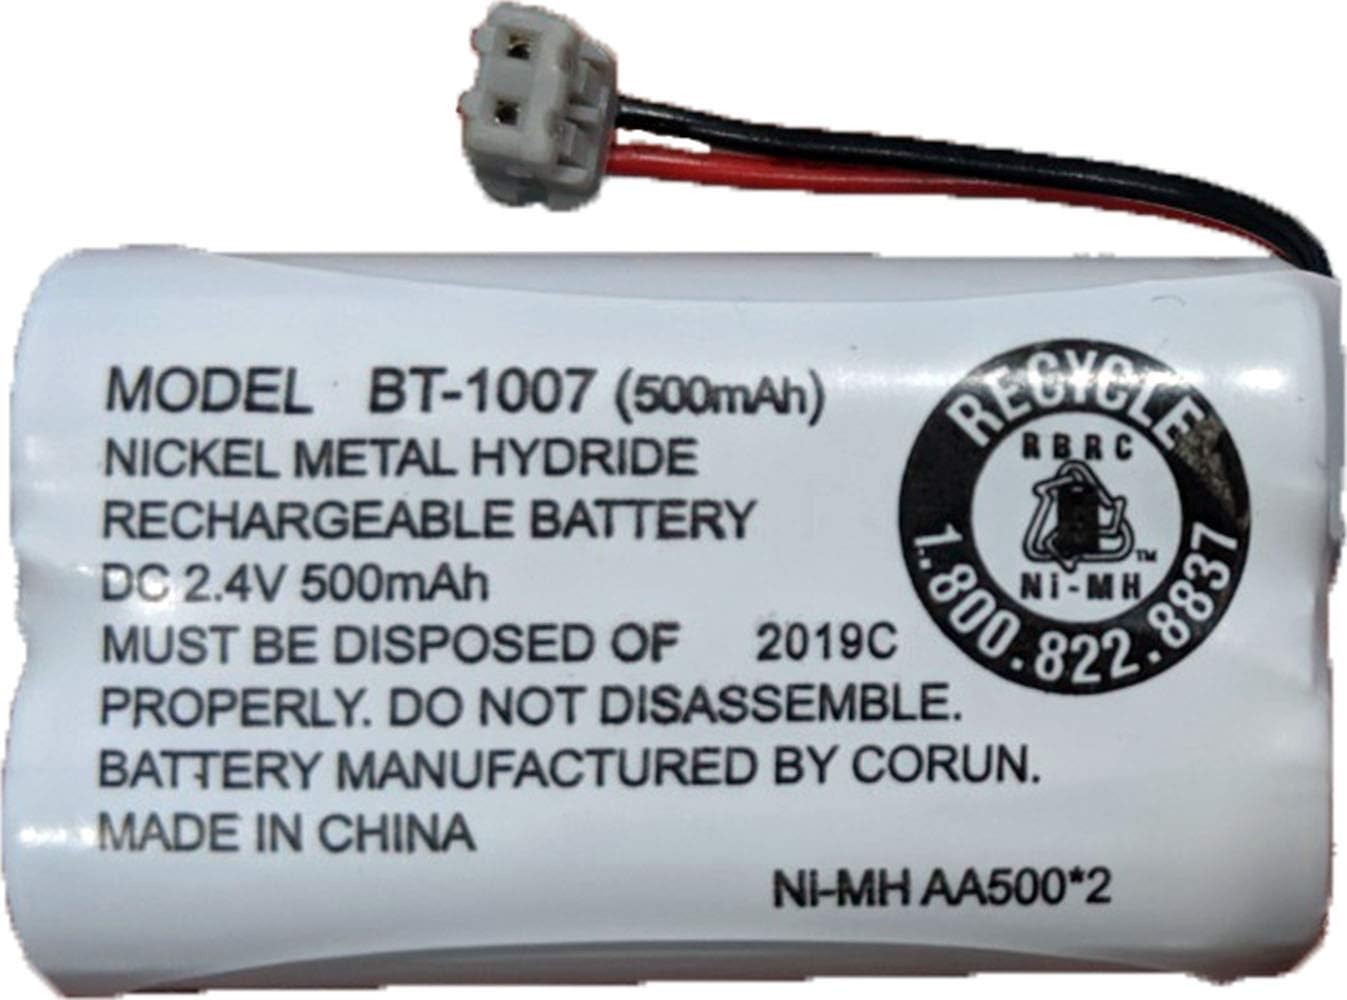 MODEL BT-1007 (500mAh)
NICKEL METAL HYDRIDE
RECHARGEABLE BATTERY
DC 2.4V 500mAh
MUST BE DISPOSED OF 2019C
PROPERLY. DO NOT DISASSEMBLE.
BATTERY MANUFACTURED BY CORUN.
MADE IN CHINA
Ni-MH AA500*2
RECYCLE
RBRC
TM
Ni-MH
1.800.822.8837